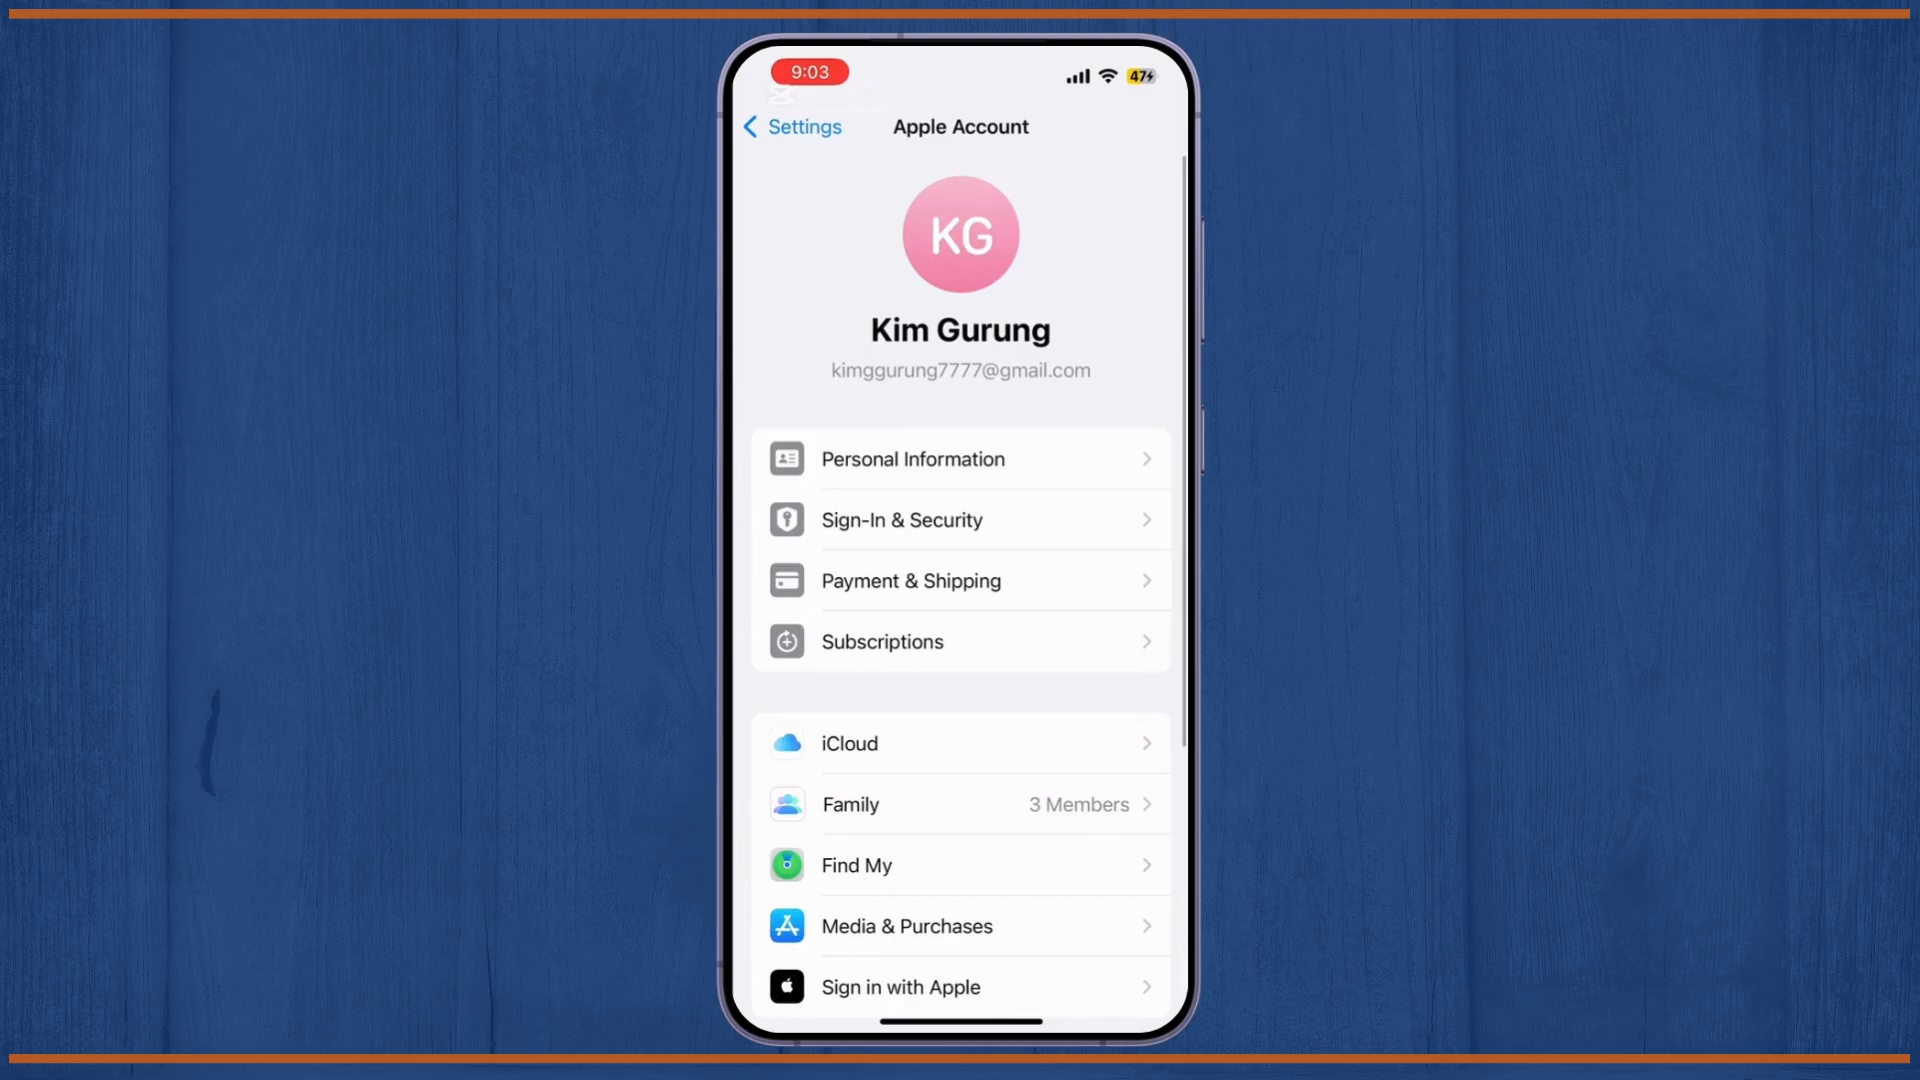 9:03
47
Settings
Apple Account
KG
Kim Gurung
kimggurung7777@gmail.com
Personal Information
Sign-In & Security
Payment & Shipping
Subscriptions
iCloud
Family 3 Members
Find My
Media & Purchases
Sign in with Apple